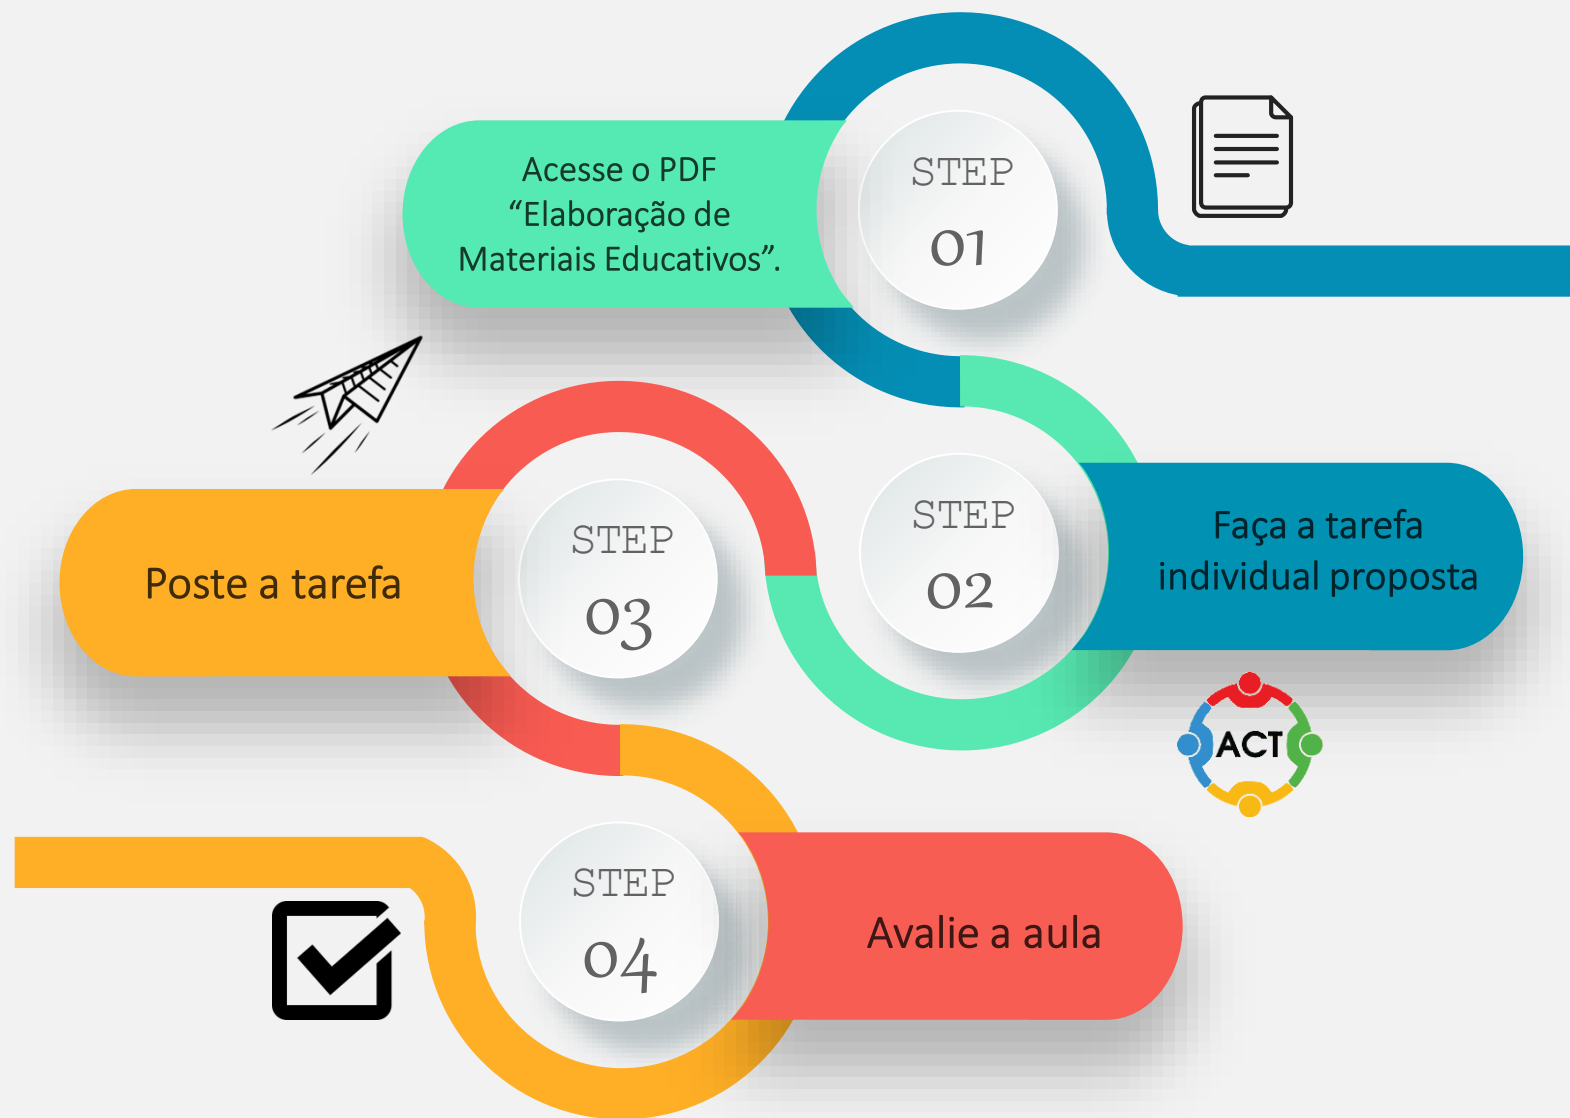 Acesse o PDF
“Elaboração de
Materiais Educativos”.
STEP
01
STEP
02
Faça a tarefa
individual proposta
ACT
Poste a tarefa
STEP
03
STEP
04
Avalie a aula